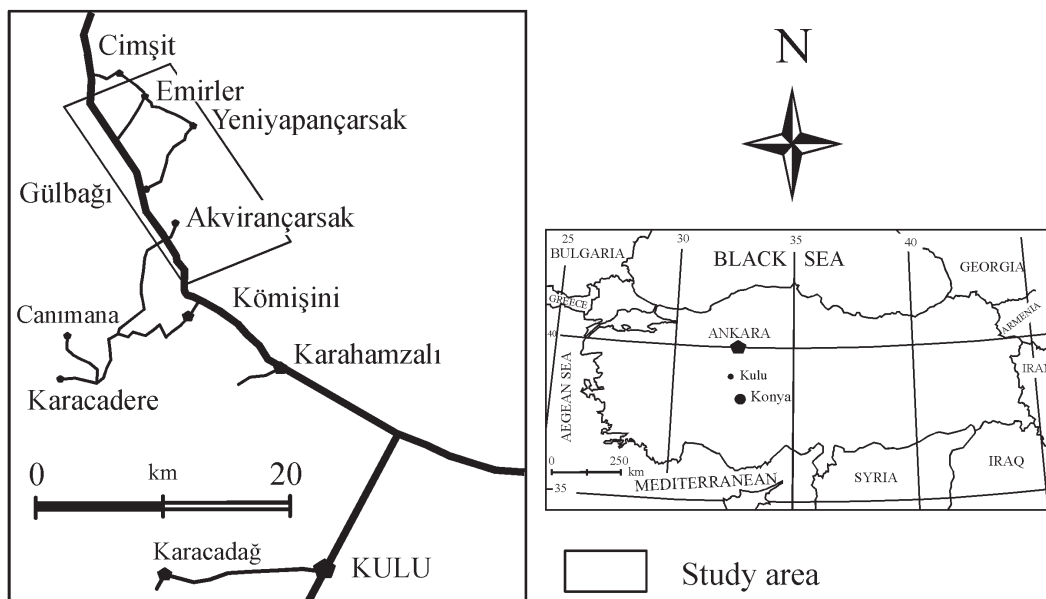 Cimşit
Emirler
Yeniyapançarsak
Gülbağı
Akvirançarsak
Kömişini
Canımana
Karahamzalı
Karacadere
0 km 20
Karacadağ
KULU
N
25 30 35 40
BULGARIA
BLACK SEA
GEORGIA
GREECE
ARMENIA
40
ANKARA
IRAN
Kulu
Konya
AEGEAN SEA
0 250
km
35
MEDITERRANEAN
SYRIA
IRAQ
Study area